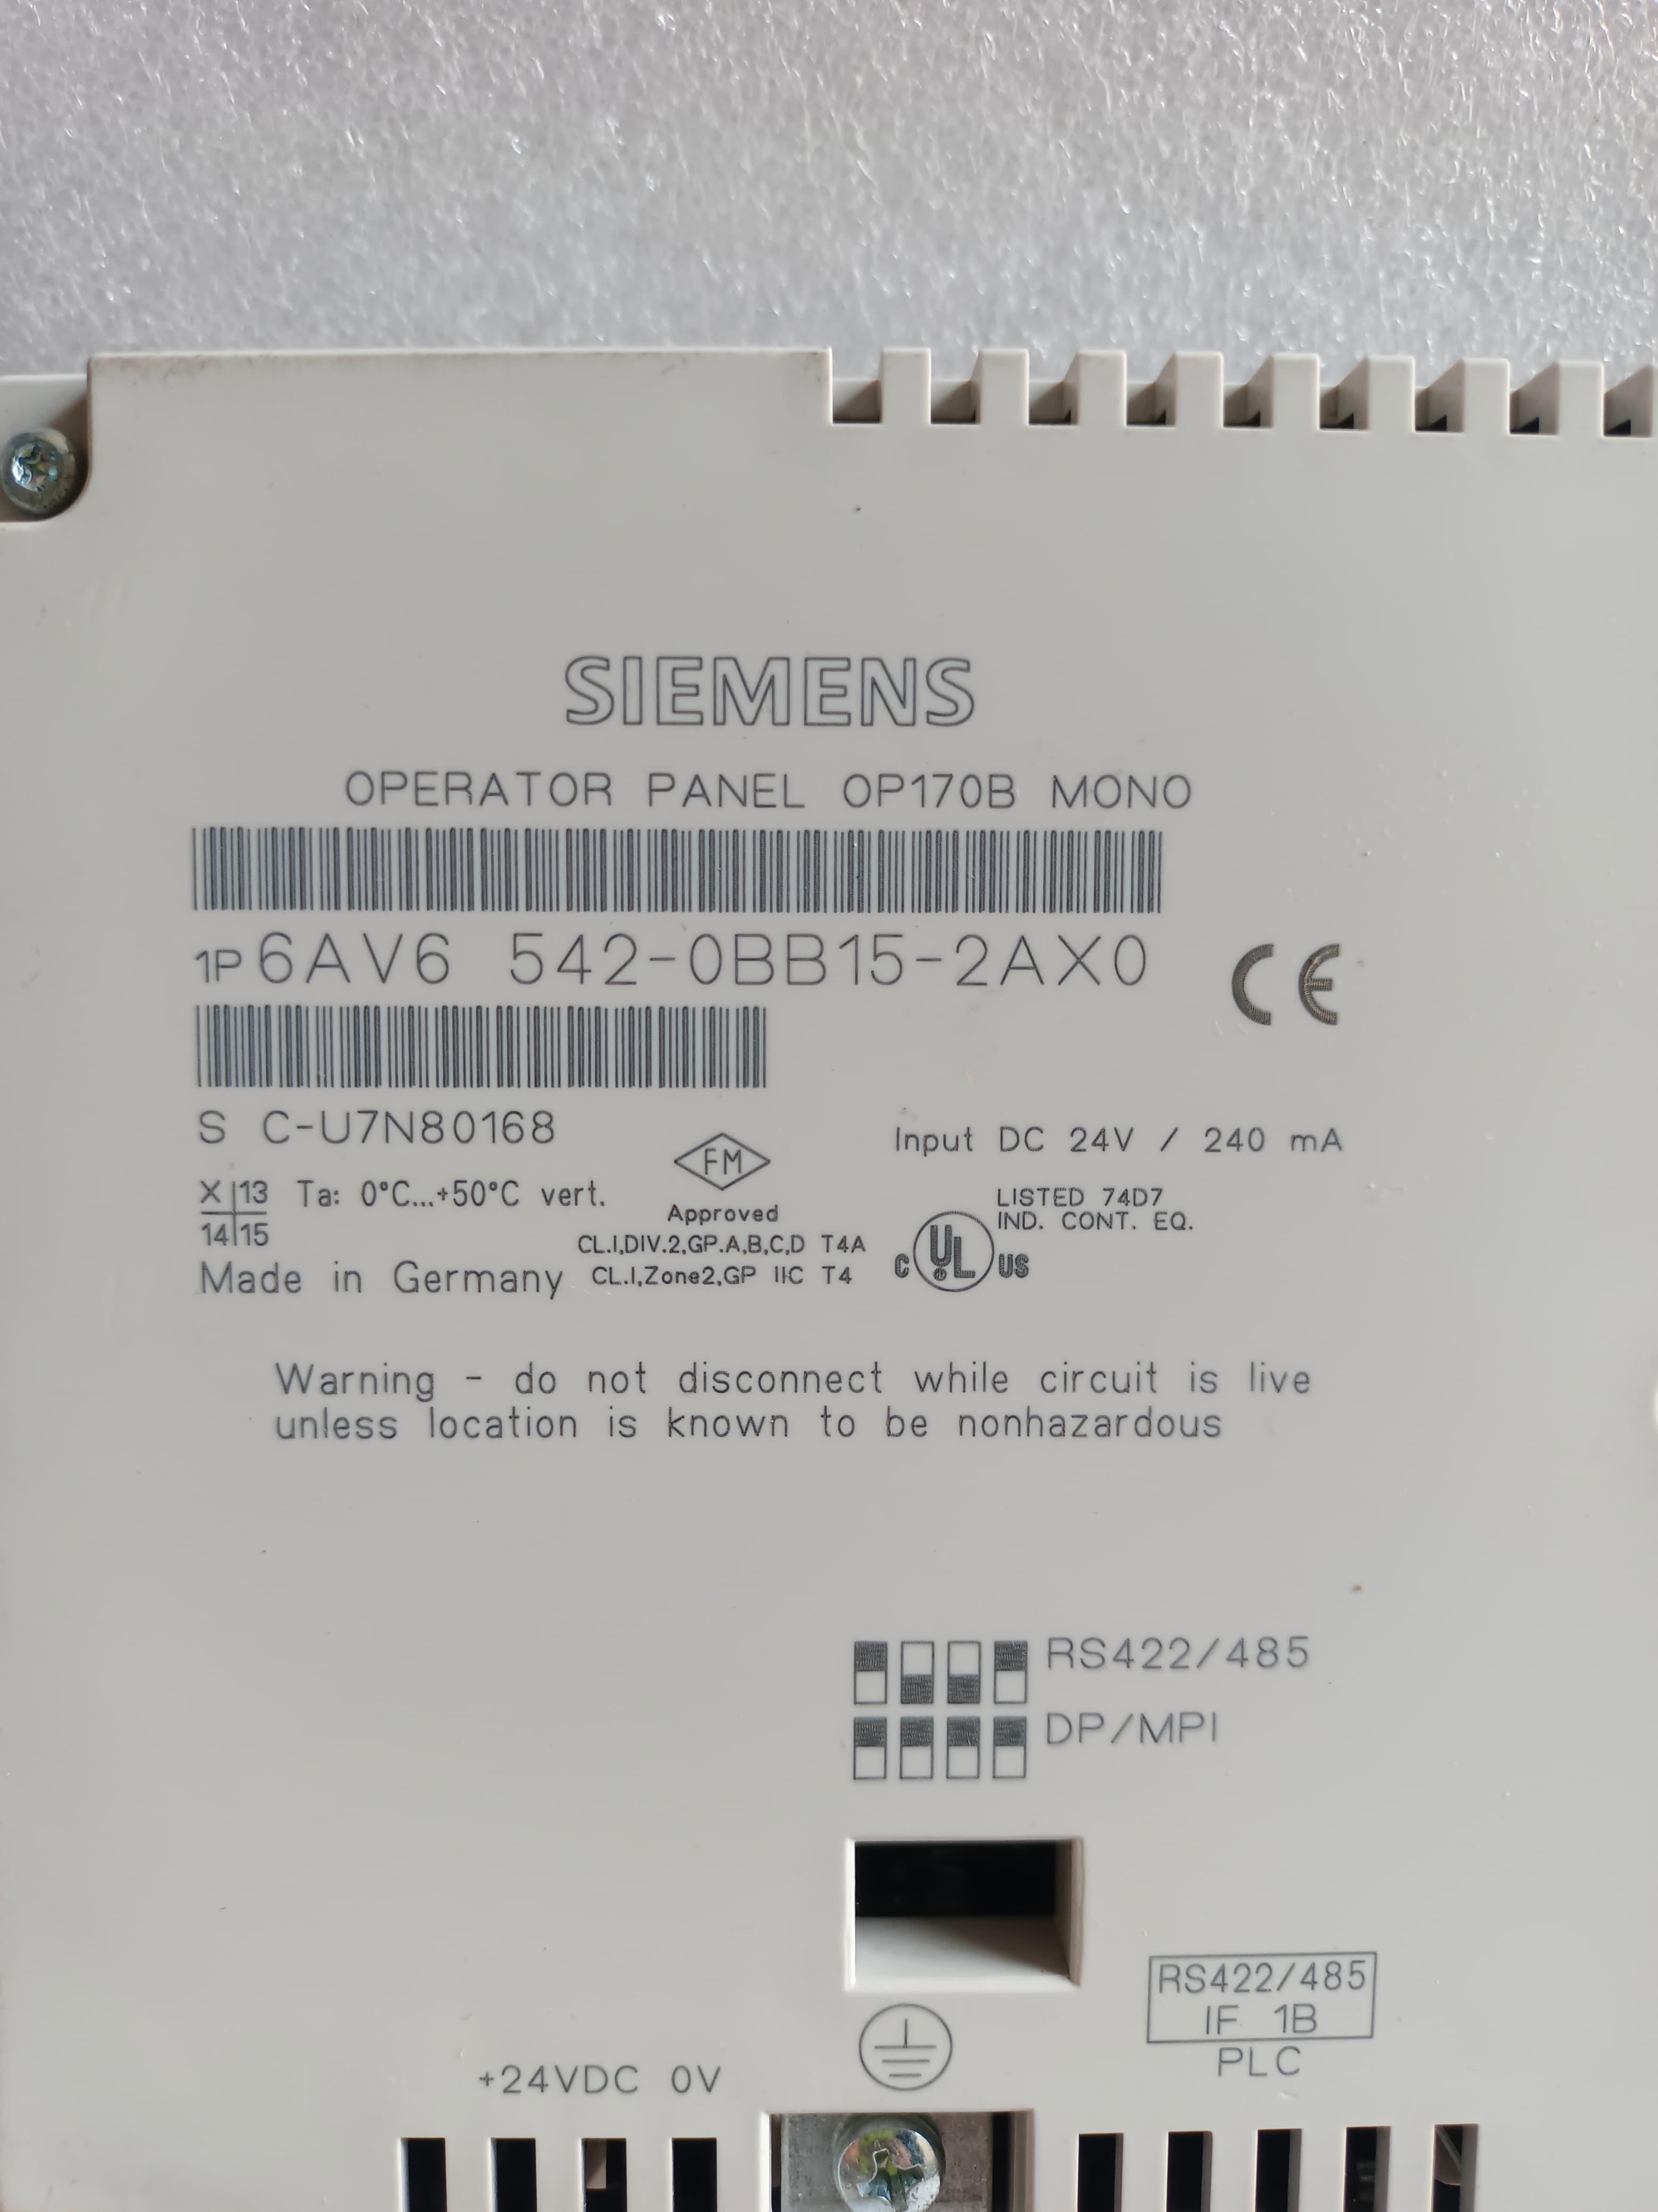 SIEMENS
OPERATOR PANEL OP170B MONO
1P 6AV6 542-0BB15-2AX0
CE
S C-U7N80168
Input DC 24V / 240 mA
FM
Approved
CL.I,DIV.2,GP.A,B,C,D T4A
CL.I,Zone2,GP IIC T4
X 13
14 15
Ta: 0°C...+50°C vert.
LISTED 74D7
IND. CONT. EQ.
C UL US
Made in Germany
Warning - do not disconnect while circuit is live
unless location is known to be nonhazardous
RS422/485
DP/MPI
RS422/485
IF 1B
PLC
+24VDC 0V